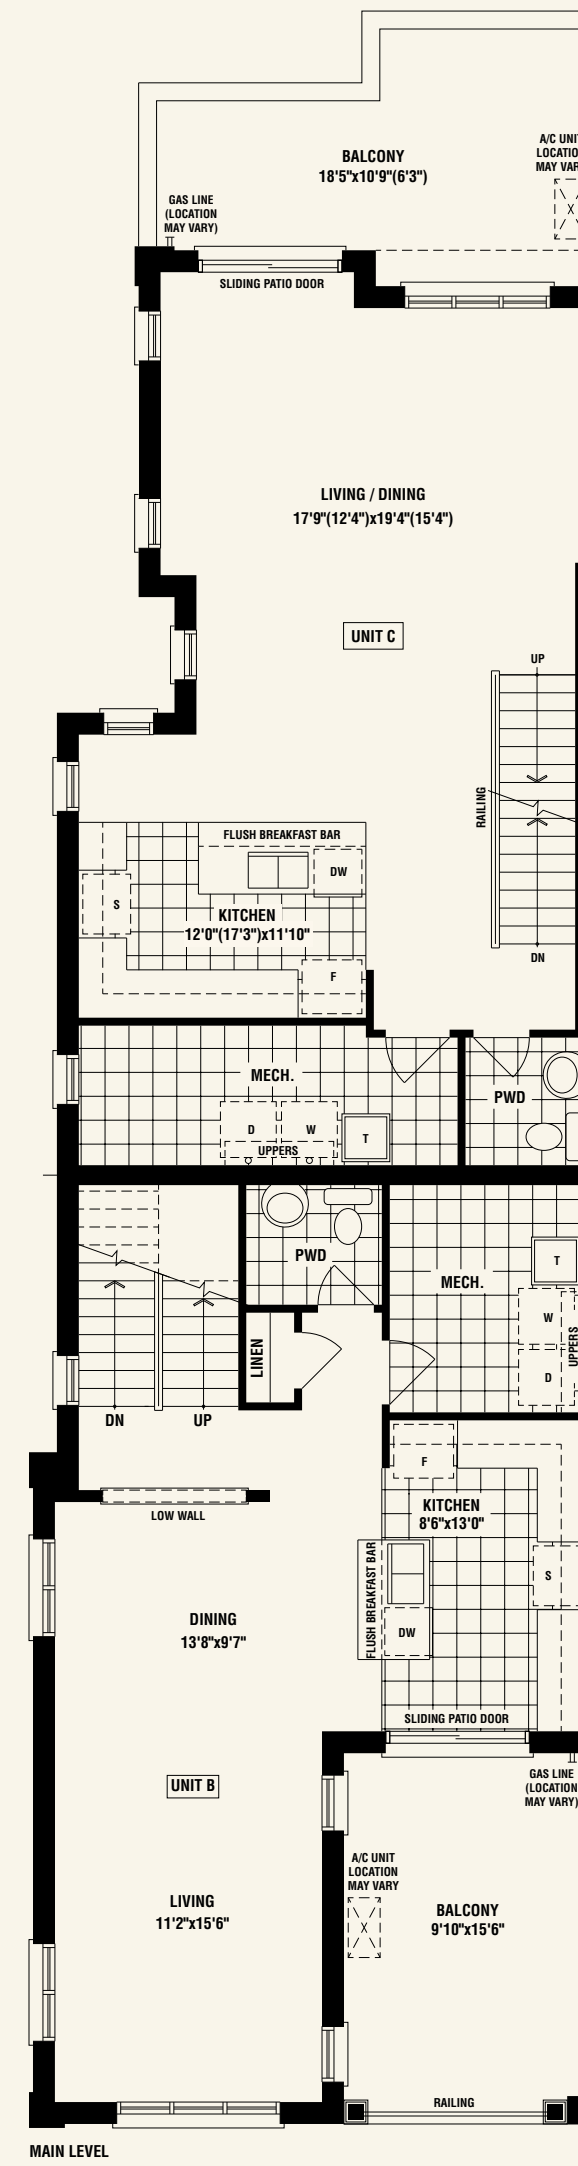 BALCONY
18'5"x10'9"(6'3")
A/C UNIT
LOCATIO
MAY VAR
GAS LINE
(LOCATION
MAY VARY)
SLIDING PATIO DOOR
LIVING / DINING
17'9"(12'4")x19'4"(15'4")
UNIT C
UP
RAILING
DN
FLUSH BREAKFAST BAR
DW
S
KITCHEN
12'0"(17'3")x11'10"
F
MECH.
PWD
D
W
T
UPPERS
PWD
MECH.
T
W
UPPERS
D
LINEN
DN
UP
F
LOW WALL
KITCHEN
8'6"x13'0"
FLUSH BREAKFAST BAR
S
DW
DINING
13'8"x9'7"
SLIDING PATIO DOOR
GAS LINE
(LOCATION
MAY VARY)
UNIT B
A/C UNIT
LOCATION
MAY VARY
LIVING
11'2"x15'6"
BALCONY
9'10"x15'6"
RAILING
MAIN LEVEL